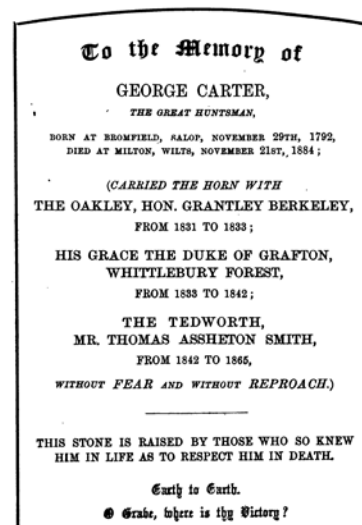 To the Memory of
GEORGE CARTER,
THE GREAT HUNTSMAN,
BORN AT BROMFIELD, SALOP, NOVEMBER 29TH, 1792,
DIED AT MILTON, WILTS, NOVEMBER 21ST, 1884;
(CARRIED THE HORN WITH
THE OAKLEY, HON. GRANTLEY BERKELEY,
FROM 1831 TO 1833;
HIS GRACE THE DUKE OF GRAFTON,
WHITTLEBURY FOREST,
FROM 1833 TO 1842;
THE TEDWORTH,
MR. THOMAS ASSHETON SMITH,
FROM 1842 TO 1865,
WITHOUT FEAR AND WITHOUT REPROACH.)
THIS STONE IS RAISED BY THOSE WHO SO KNEW
HIM IN LIFE AS TO RESPECT HIM IN DEATH.
Earth to Earth.
O Grave, where is thy Victory?